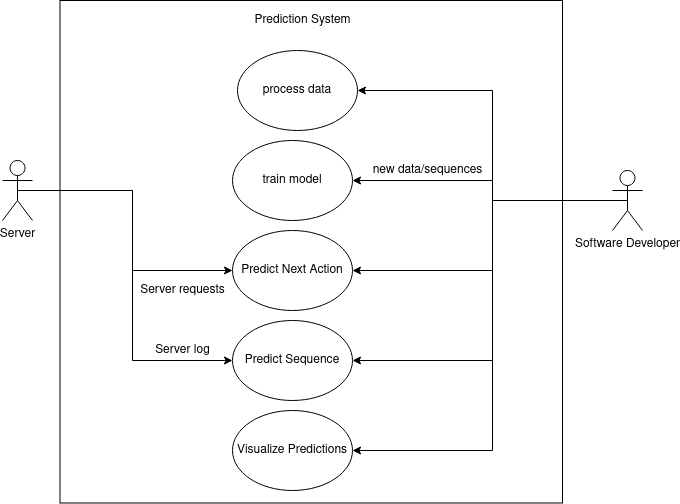 Prediction System
process data
train model
new data/sequences
Server
Software Developer
Predict Next Action
Server requests
Server log
Predict Sequence
Visualize Predictions